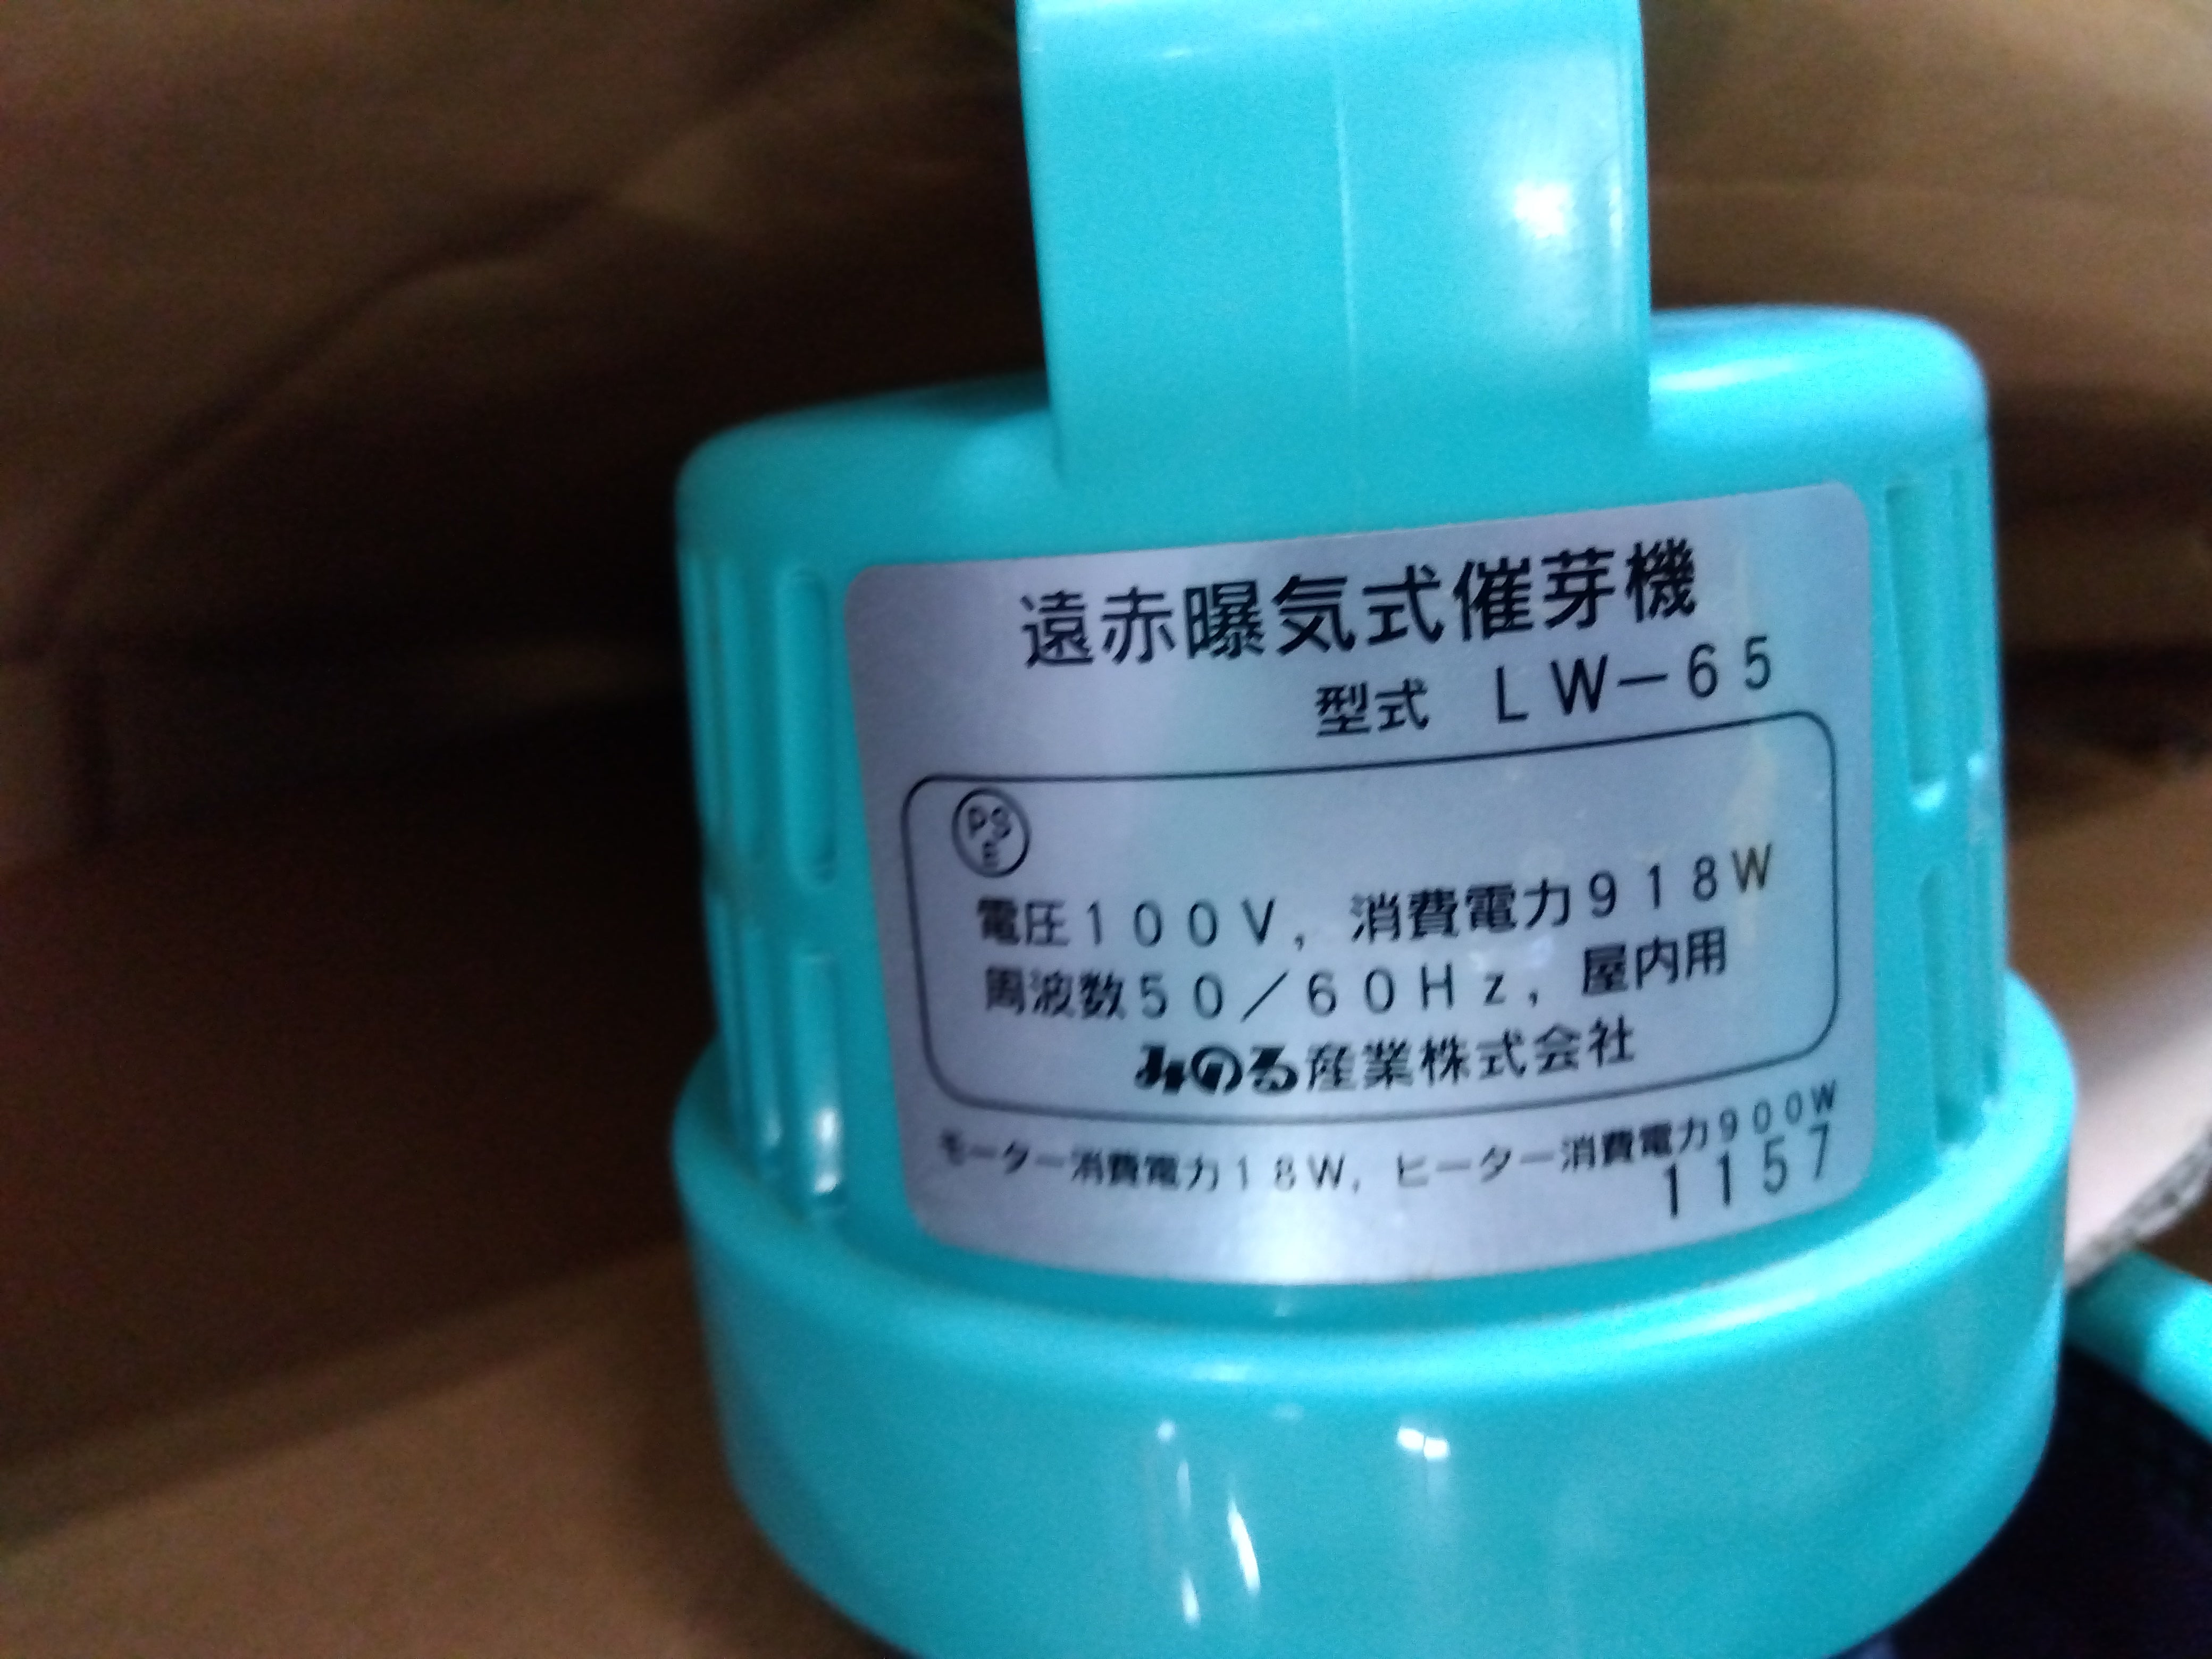 遠赤曝気式催芽機
型式 LW-65
PSE
電圧100V, 消費電力918W
周波数50/60Hz, 屋内用
みのる産業株式会社
モーター消費電力18W, ヒーター消費電力900W
1157